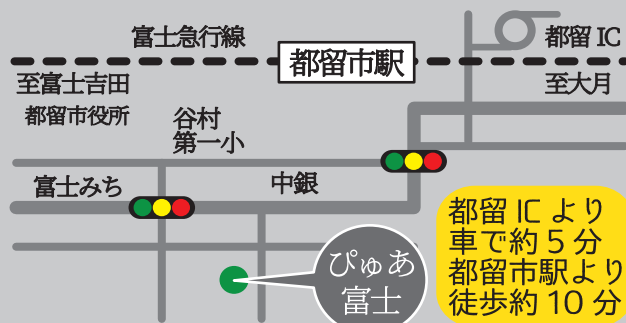 富士急行線
都留市駅
都留 IC
至富士吉田
至大月
都留市役所
谷村
第一小
富士みち
中銀
ぴゅあ
富士
都留 IC より
車で約 5 分
都留市駅より
徒歩約 10 分